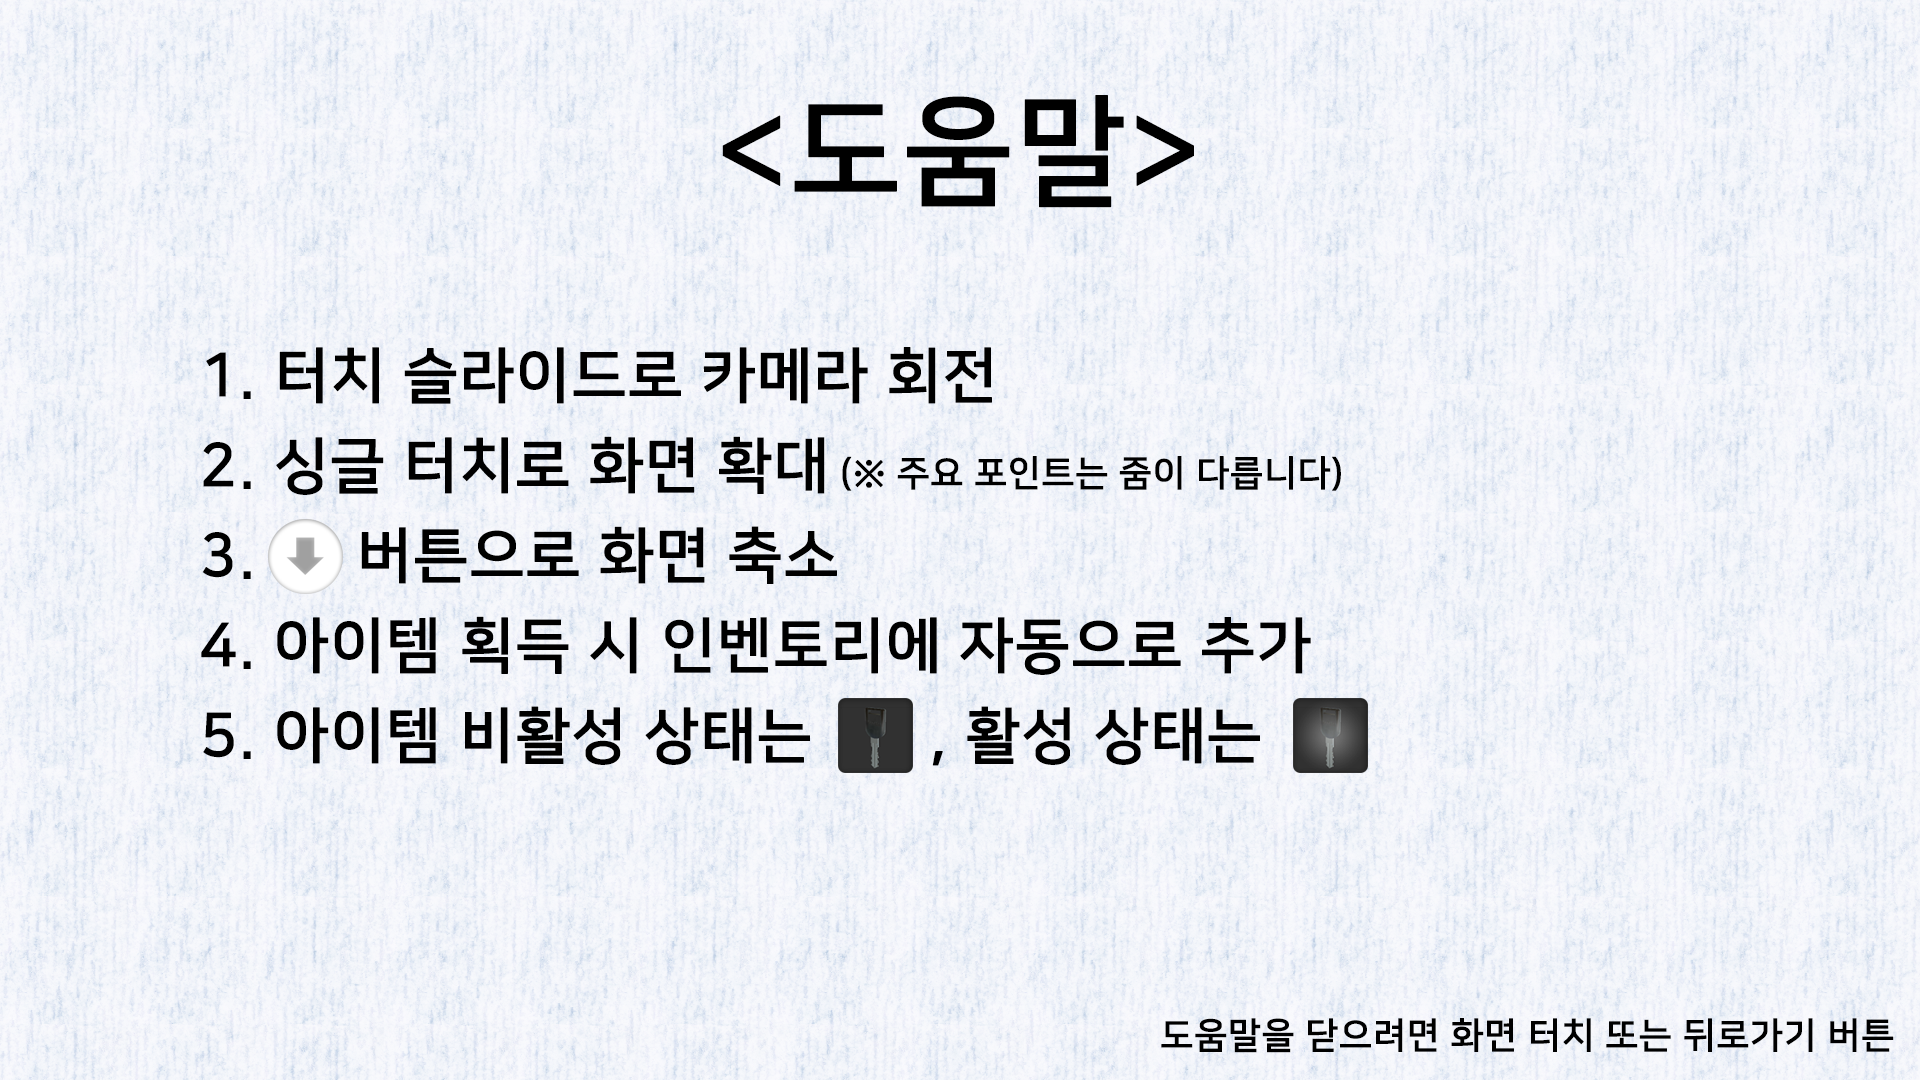 <도움말>
1. 터치 슬라이드로 카메라 회전
2. 싱글 터치로 화면 확대 (※ 주요 포인트는 줌이 다릅니다)
3. 버튼으로 화면 축소
4. 아이템 획득 시 인벤토리에 자동으로 추가
5. 아이템 비활성 상태는 , 활성 상태는
도움말을 닫으려면 화면 터치 또는 뒤로가기 버튼